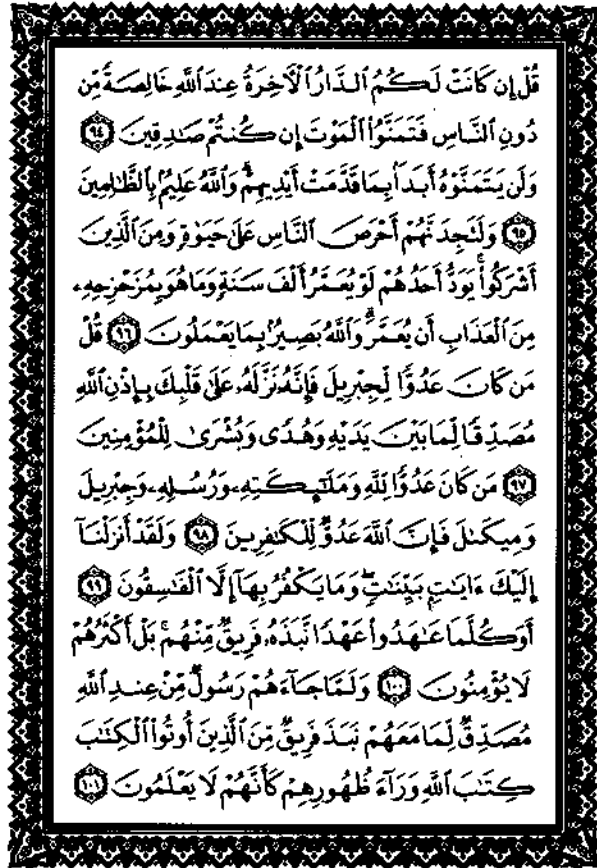 قُلْ إِن كَانَتْ لَكُمُ ٱلدَّارُ ٱلْأَخِرَةُ عِندَ ٱللَّهِ خَالِصَةً مِّن
دُونِ ٱلنَّاسِ فَتَمَنَّوُا۟ ٱلْمَوْتَ إِن كُنتُمْ صَٰدِقِينَ ٩٤
وَلَن يَتَمَنَّوْهُ أَبَدًۢا بِمَا قَدَّمَتْ أَيْدِيهِمْ ۗ وَٱللَّهُ عَلِيمٌۢ بِٱلظَّٰلِمِينَ
٩٥ وَلَتَجِدَنَّهُمْ أَحْرَصَ ٱلنَّاسِ عَلَىٰ حَيَوٰةٍ وَمِنَ ٱلَّذِينَ
أَشْرَكُوا۟ ۚ يَوَدُّ أَحَدُهُمْ لَوْ يُعَمَّرُ أَلْفَ سَنَةٍ وَمَا هُوَ بِمُزَحْزِحِهِۦ
مِنَ ٱلْعَذَابِ أَن يُعَمَّرَ ۗ وَٱللَّهُ بَصِيرٌۢ بِمَا يَعْمَلُونَ ٩٦ قُلْ
مَن كَانَ عَدُوًّا لِّجِبْرِيلَ فَإِنَّهُۥ نَزَّلَهُۥ عَلَىٰ قَلْبِكَ بِإِذْنِ ٱللَّهِ
مُصَدِّقًا لِّمَا بَيْنَ يَدَيْهِ وَهُدًى وَبُشْرَىٰ لِلْمُؤْمِنِينَ
٩٧ مَن كَانَ عَدُوًّا لِّلَّهِ وَمَلَٰٓئِكَتِهِۦ وَرُسُلِهِۦ وَجِبْرِيلَ
وَمِيكَىٰلَ فَإِنَّ ٱللَّهَ عَدُوٌّ لِّلْكَٰفِرِينَ ٩٨ وَلَقَدْ أَنزَلْنَآ
إِلَيْكَ ءَايَٰتٍۭ بَيِّنَٰتٍ ۖ وَمَا يَكْفُرُ بِهَآ إِلَّا ٱلْفَٰسِقُونَ ٩٩
أَوَكُلَّمَا عَٰهَدُوا۟ عَهْدًا نَّبَذَهُۥ فَرِيقٌ مِّنْهُم ۚ بَلْ أَكْثَرُهُمْ
لَا يُؤْمِنُونَ ١٠٠ وَلَمَّا جَآءَهُمْ رَسُولٌ مِّنْ عِندِ ٱللَّهِ
مُصَدِّقٌ لِّمَا مَعَهُمْ نَبَذَ فَرِيقٌ مِّنَ ٱلَّذِينَ أُوتُوا۟ ٱلْكِتَٰبَ
كِتَٰبَ ٱللَّهِ وَرَآءَ ظُهُورِهِمْ كَأَنَّهُمْ لَا يَعْلَمُونَ ١٠١